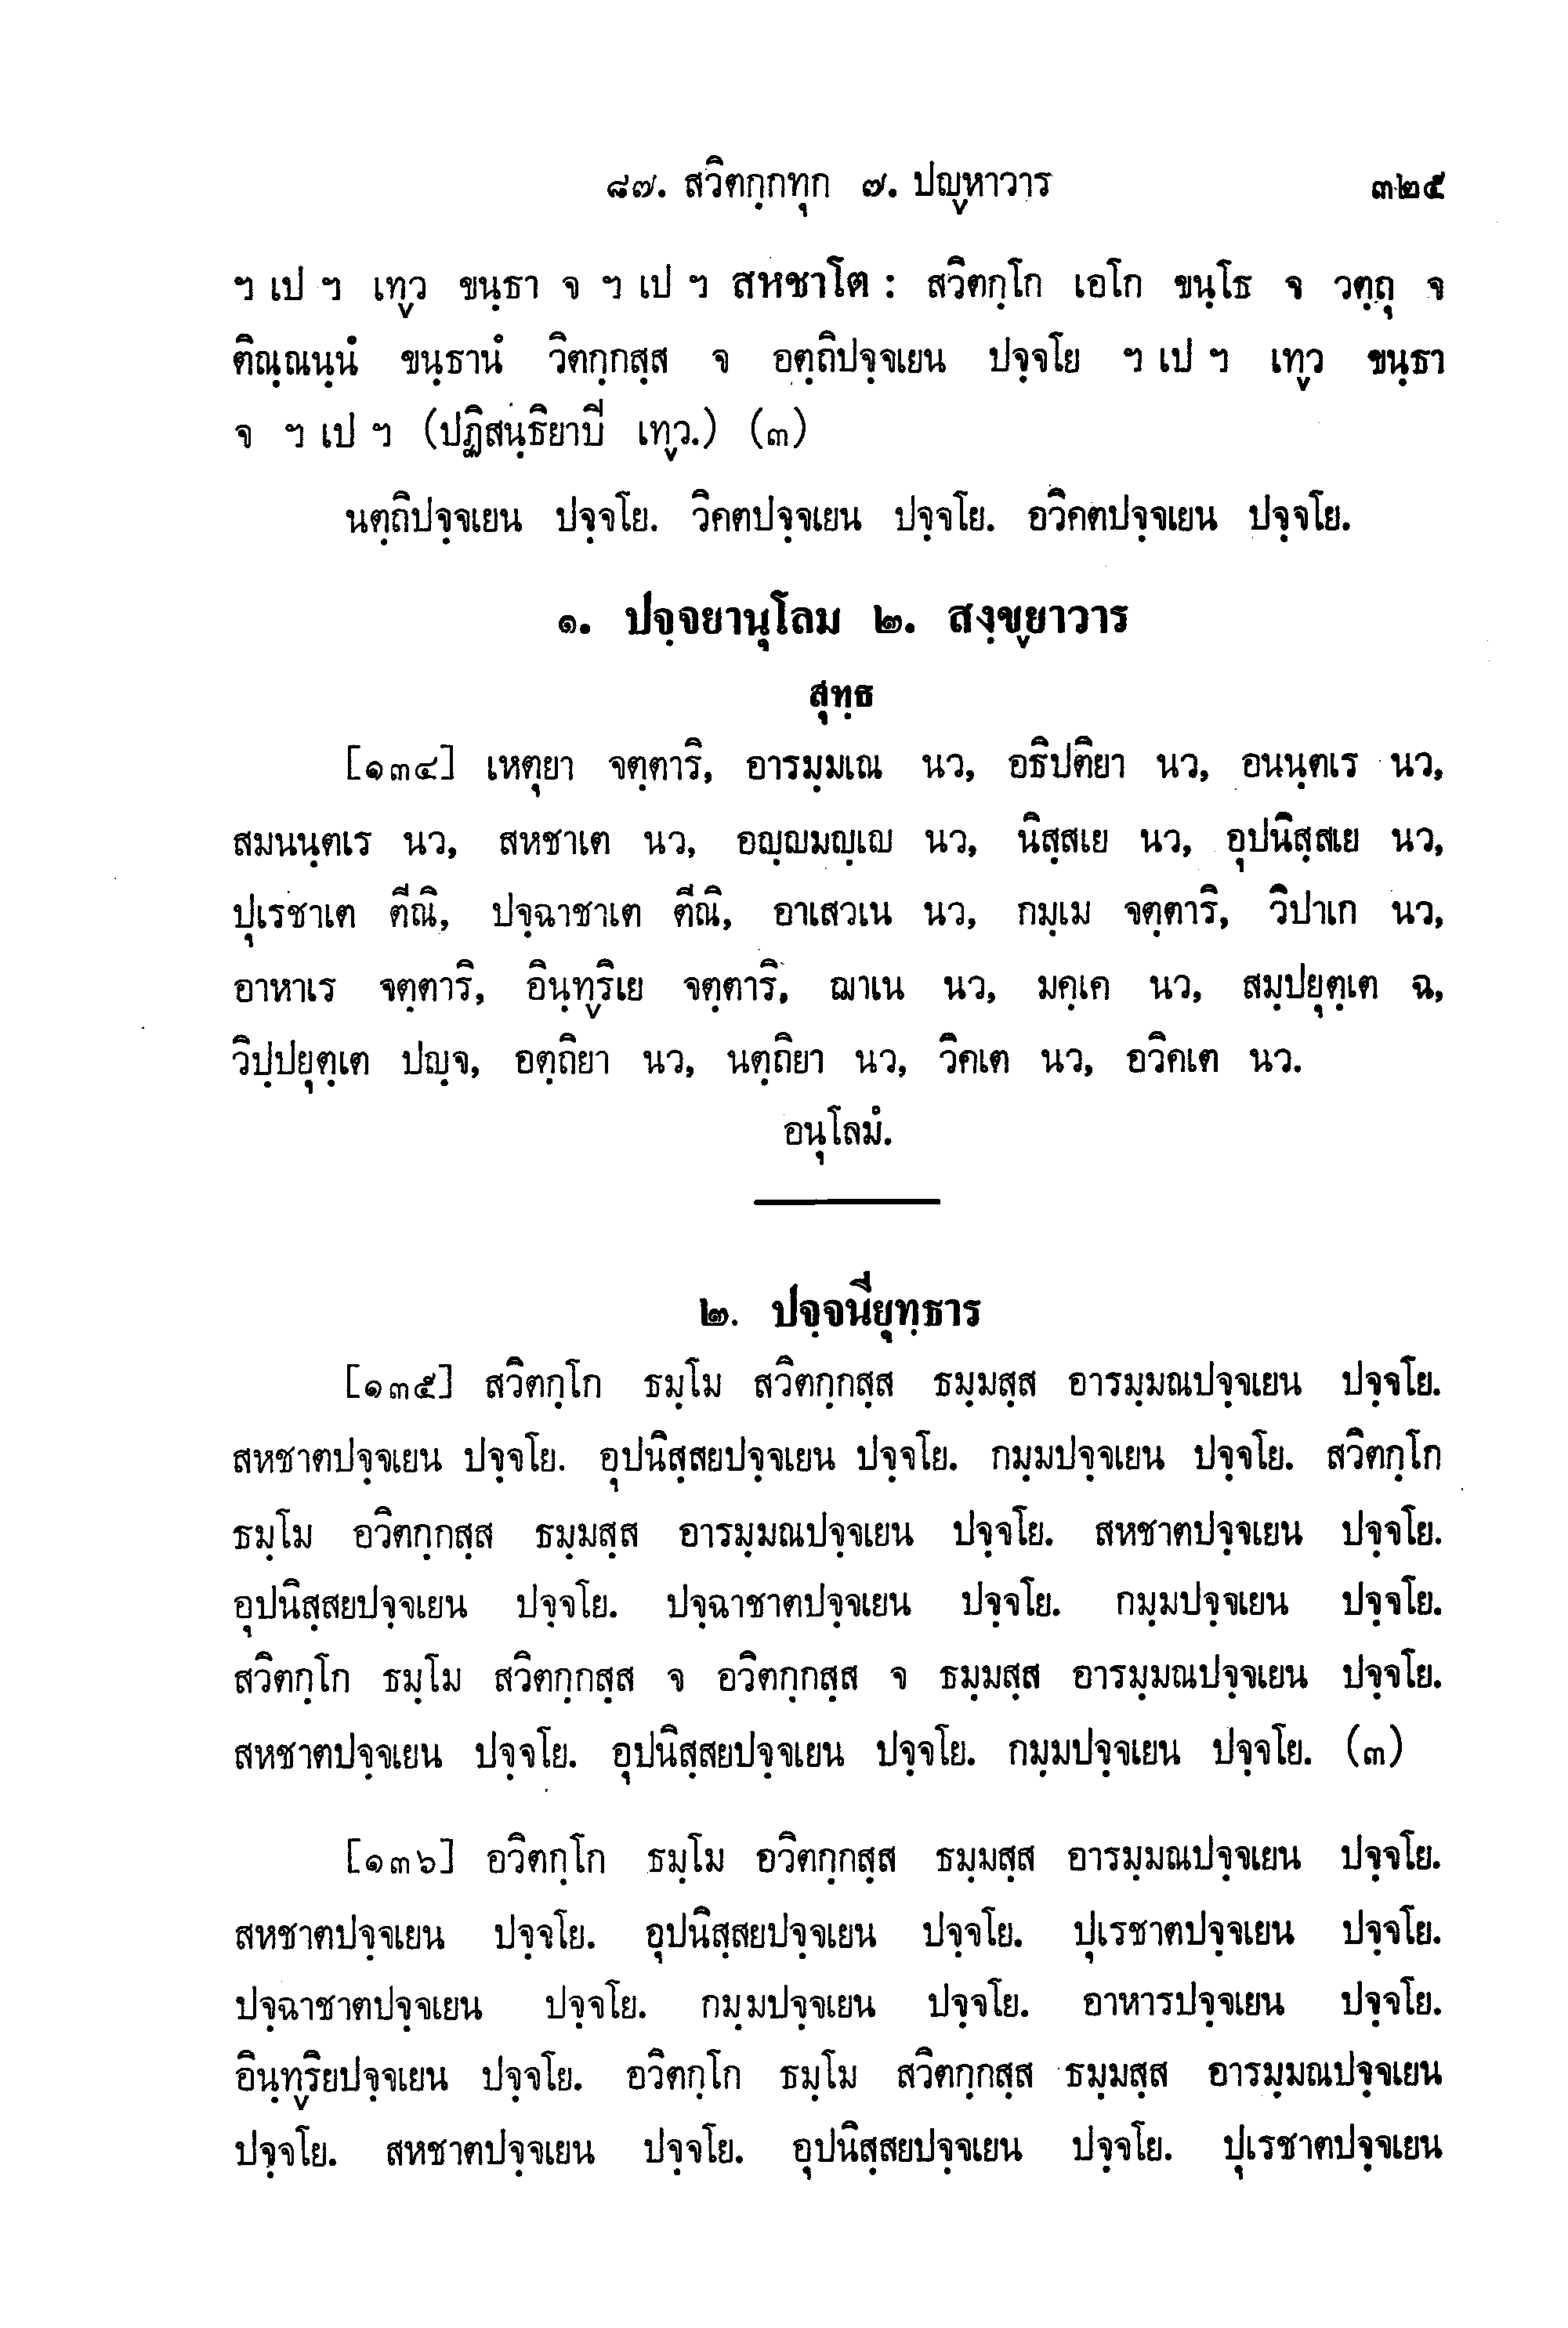 ๘๗. สวิตกฺกทุก ๗. ปญฺหาวาร ๓๒๕
ฯ เป ฯ เทฺว ขนฺธา จ ฯ เป ฯ สหชาโต : สวิตกฺโก เอโก ขนฺโธ จ วตฺถุ จ
ติณฺณนฺนํ ขนฺธานํ วิตกฺกสฺส จ อตฺถิปจฺจเยน ปจฺจโย ฯ เป ฯ เทฺว ขนฺธา
จ ฯ เป ฯ (ปฏิสนฺธิยาปี เทฺว.) (๓)
นตฺถิปจฺจเยน ปจฺจโย. วิคตปจฺจเยน ปจฺจโย. อวิคตปจฺจเยน ปจฺจโย.
๑. ปจฺจยานุโลม ๒. สงฺขฺยาวาร
สุทฺธ
[๑๓๔] เหตุยา จตฺตาริ, อารมฺมเณ นว, อธิปติยา นว, อนนฺตเร นว,
สมนนฺตเร นว, สหชาเต นว, อญฺญมญฺเญ นว, นิสฺสเย นว, อุปนิสฺสเย นว,
ปุเรชาเต ตีณิ, ปจฺฉาชาเต ตีณิ, อาเสวเน นว, กมฺเม จตฺตาริ, วิปาเก นว,
อาหาเร จตฺตาริ, อินฺทฺริเย จตฺตาริ, ฌาเน นว, มคฺเค นว, สมฺปยุตฺเต ฉ,
วิปฺปยุตฺเต ปญฺจ, อตฺถิยา นว, นตฺถิยา นว, วิคเต นว, อวิคเต นว.
อนุโลมํ.
๒. ปจฺจนียุทฺธาร
[๑๓๕] สวิตกฺโก ธมฺโม สวิตกฺกสฺส ธมฺมสฺส อารมฺมณปจฺจเยน ปจฺจโย.
สหชาตปจฺจเยน ปจฺจโย. อุปนิสฺสยปจฺจเยน ปจฺจโย. กมฺมปจฺจเยน ปจฺจโย. สวิตกฺโก
ธมฺโม อวิตกฺกสฺส ธมฺมสฺส อารมฺมณปจฺจเยน ปจฺจโย. สหชาตปจฺจเยน ปจฺจโย.
อุปนิสฺสยปจฺจเยน ปจฺจโย. ปจฺฉาชาตปจฺจเยน ปจฺจโย. กมฺมปจฺจเยน ปจฺจโย.
สวิตกฺโก ธมฺโม สวิตกฺกสฺส จ อวิตกฺกสฺส จ ธมฺมสฺส อารมฺมณปจฺจเยน ปจฺจโย.
สหชาตปจฺจเยน ปจฺจโย. อุปนิสฺสยปจฺจเยน ปจฺจโย. กมฺมปจฺจเยน ปจฺจโย. (๓)
[๑๓๖] อวิตกฺโก ธมฺโม อวิตกฺกสฺส ธมฺมสฺส อารมฺมณปจฺจเยน ปจฺจโย.
สหชาตปจฺจเยน ปจฺจโย. อุปนิสฺสยปจฺจเยน ปจฺจโย. ปุเรชาตปจฺจเยน ปจฺจโย.
ปจฺฉาชาตปจฺจเยน ปจฺจโย. กมฺมปจฺจเยน ปจฺจโย. อาหารปจฺจเยน ปจฺจโย.
อินฺทฺริยปจฺจเยน ปจฺจโย. อวิตกฺโก ธมฺโม สวิตกฺกสฺส ธมฺมสฺส อารมฺมณปจฺจเยน
ปจฺจโย. สหชาตปจฺจเยน ปจฺจโย. อุปนิสฺสยปจฺจเยน ปจฺจโย. ปุเรชาตปจฺจเยน